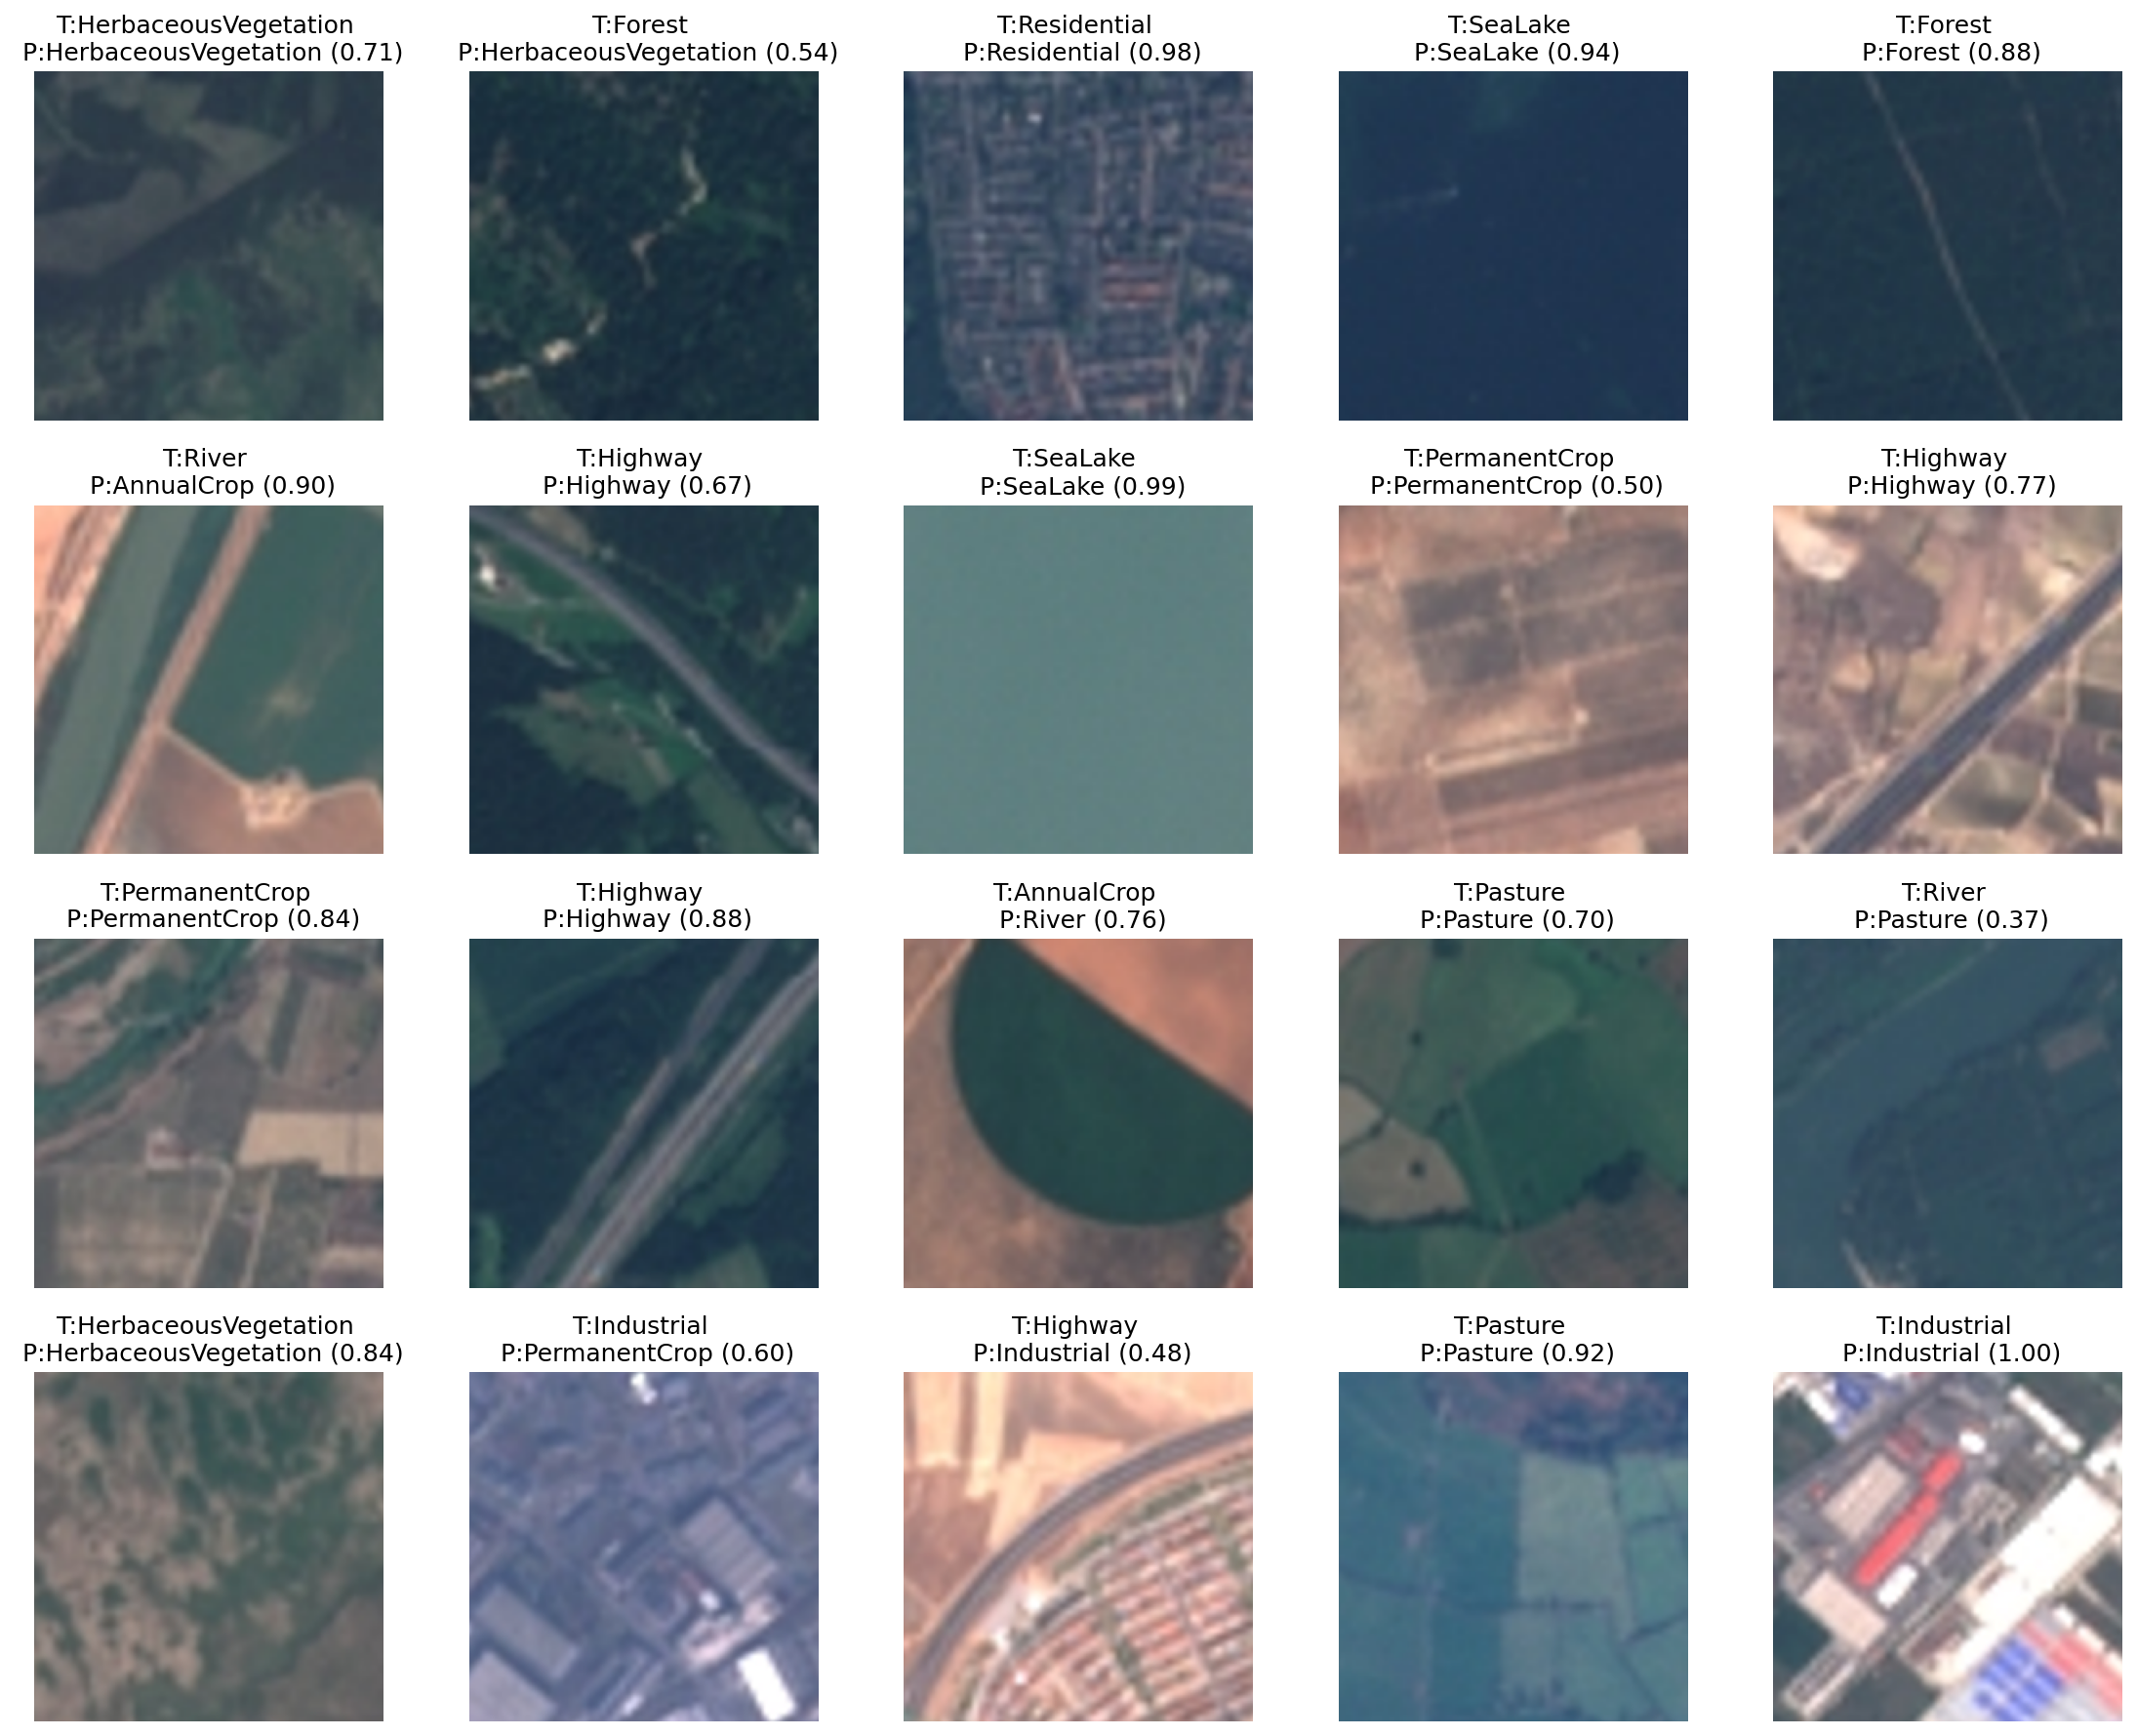 T:HerbaceousVegetation
P:HerbaceousVegetation (0.71)
T:Forest
P:HerbaceousVegetation (0.54)
T:Residential
P:Residential (0.98)
T:SeaLake
P:SeaLake (0.94)
T:Forest
P:Forest (0.88)
T:River
P:AnnualCrop (0.90)
T:Highway
P:Highway (0.67)
T:SeaLake
P:SeaLake (0.99)
T:PermanentCrop
P:PermanentCrop (0.50)
T:Highway
P:Highway (0.77)
T:PermanentCrop
P:PermanentCrop (0.84)
T:Highway
P:Highway (0.88)
T:AnnualCrop
P:River (0.76)
T:Pasture
P:Pasture (0.70)
T:River
P:Pasture (0.37)
T:HerbaceousVegetation
P:HerbaceousVegetation (0.84)
T:Industrial
P:PermanentCrop (0.60)
T:Highway
P:Industrial (0.48)
T:Pasture
P:Pasture (0.92)
T:Industrial
P:Industrial (1.00)